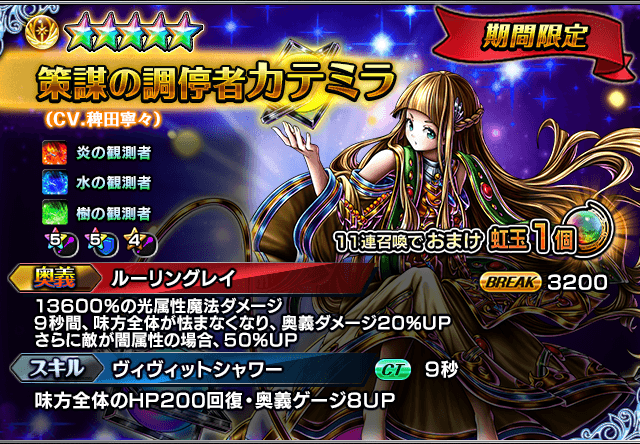 期間限定
策謀の調停者カテミラ
(CV.稗田寧々)
炎の観測者
水の観測者
樹の観測者
5 5 4
11連召喚でおまけ虹玉1個
奥義 ルーリングレイ BREAK 3200
13600%の光属性魔法ダメージ
9秒間、味方全体が怯まなくなり、奥義ダメージ20%UP
さらに敵が闇属性の場合、50%UP
スキル ヴィヴィットシャワー CT 9秒
味方全体のHP200回復・奥義ゲージ8UP